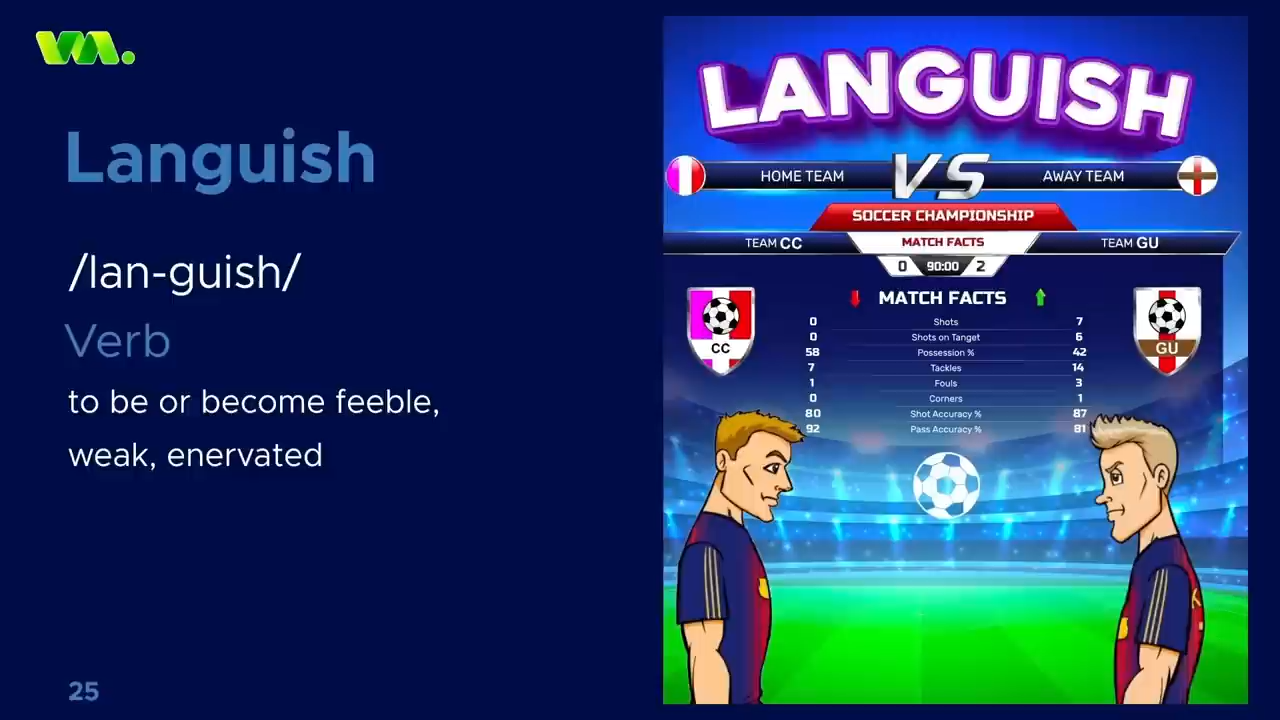 VM.
Languish
/lan-guish/
Verb
to be or become feeble,
weak, enervated
25
LANGUISH
HOME TEAM VS AWAY TEAM
SOCCER CHAMPIONSHIP
TEAM CC MATCH FACTS TEAM GU
0 90:00 2
MATCH FACTS
CC
GU
0 Shots 7
0 Shots on Tanget 6
58 Possession % 42
7 Tackles 14
1 Fouls 3
0 Corners 1
80 Shot Accuracy % 87
92 Pass Accuracy % 81